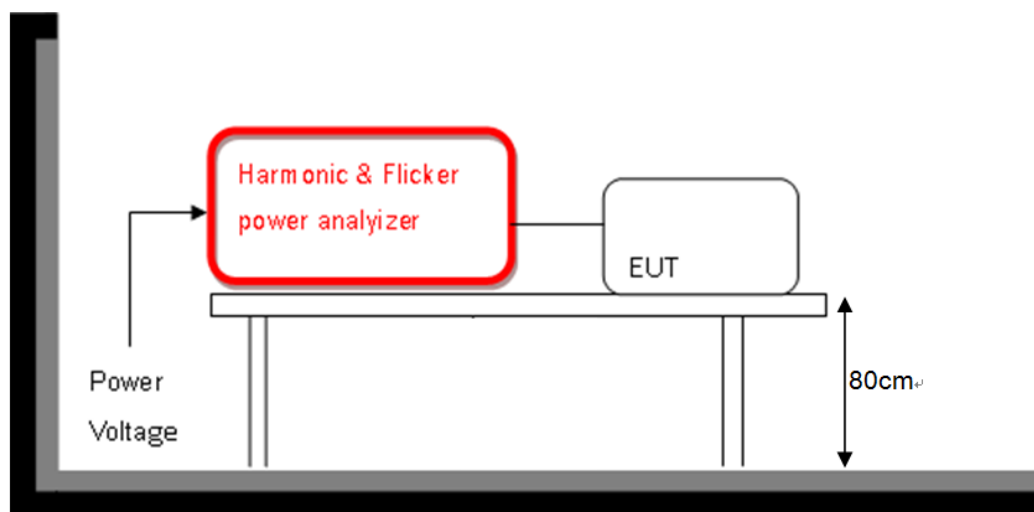 Harmonic & Flicker
power analyizer
EUT
Power
Voltage
80cm